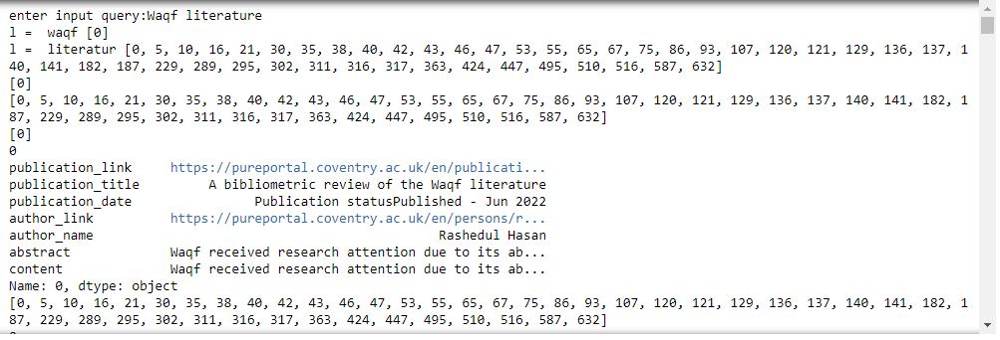 enter input query:Waqf literature
l =  waqf [0]
l =  literatur [0, 5, 10, 16, 21, 30, 35, 38, 40, 42, 43, 46, 47, 53, 55, 65, 67, 75, 86, 93, 107, 120, 121, 129, 136, 137, 1
40, 141, 182, 187, 229, 289, 295, 302, 311, 316, 317, 363, 424, 447, 495, 510, 516, 587, 632]
[0]
[0, 5, 10, 16, 21, 30, 35, 38, 40, 42, 43, 46, 47, 53, 55, 65, 67, 75, 86, 93, 107, 120, 121, 129, 136, 137, 140, 141, 182, 1
87, 229, 289, 295, 302, 311, 316, 317, 363, 424, 447, 495, 510, 516, 587, 632]
[0]
0
publication_link     https://pureportal.coventry.ac.uk/en/publicati...
publication_title         A bibliometric review of the Waqf literature
publication_date                Publication statusPublished - Jun 2022
author_link          https://pureportal.coventry.ac.uk/en/persons/r...
author_name                                             Rashedul Hasan
abstract             Waqf received research attention due to its ab...
content              Waqf received research attention due to its ab...
Name: 0, dtype: object
[0, 5, 10, 16, 21, 30, 35, 38, 40, 42, 43, 46, 47, 53, 55, 65, 67, 75, 86, 93, 107, 120, 121, 129, 136, 137, 140, 141, 182, 1
87, 229, 289, 295, 302, 311, 316, 317, 363, 424, 447, 495, 510, 516, 587, 632]